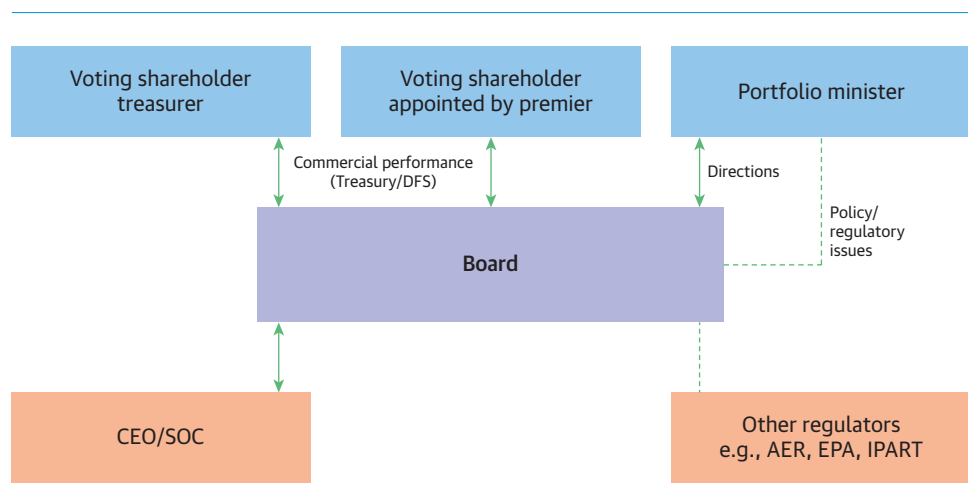 Voting shareholder
treasurer
Voting shareholder
appointed by premier
Portfolio minister
Commercial performance
(Treasury/DFS)
Directions
Policy/
regulatory
issues
Board
CEO/SOC
Other regulators
e.g., AER, EPA, IPART